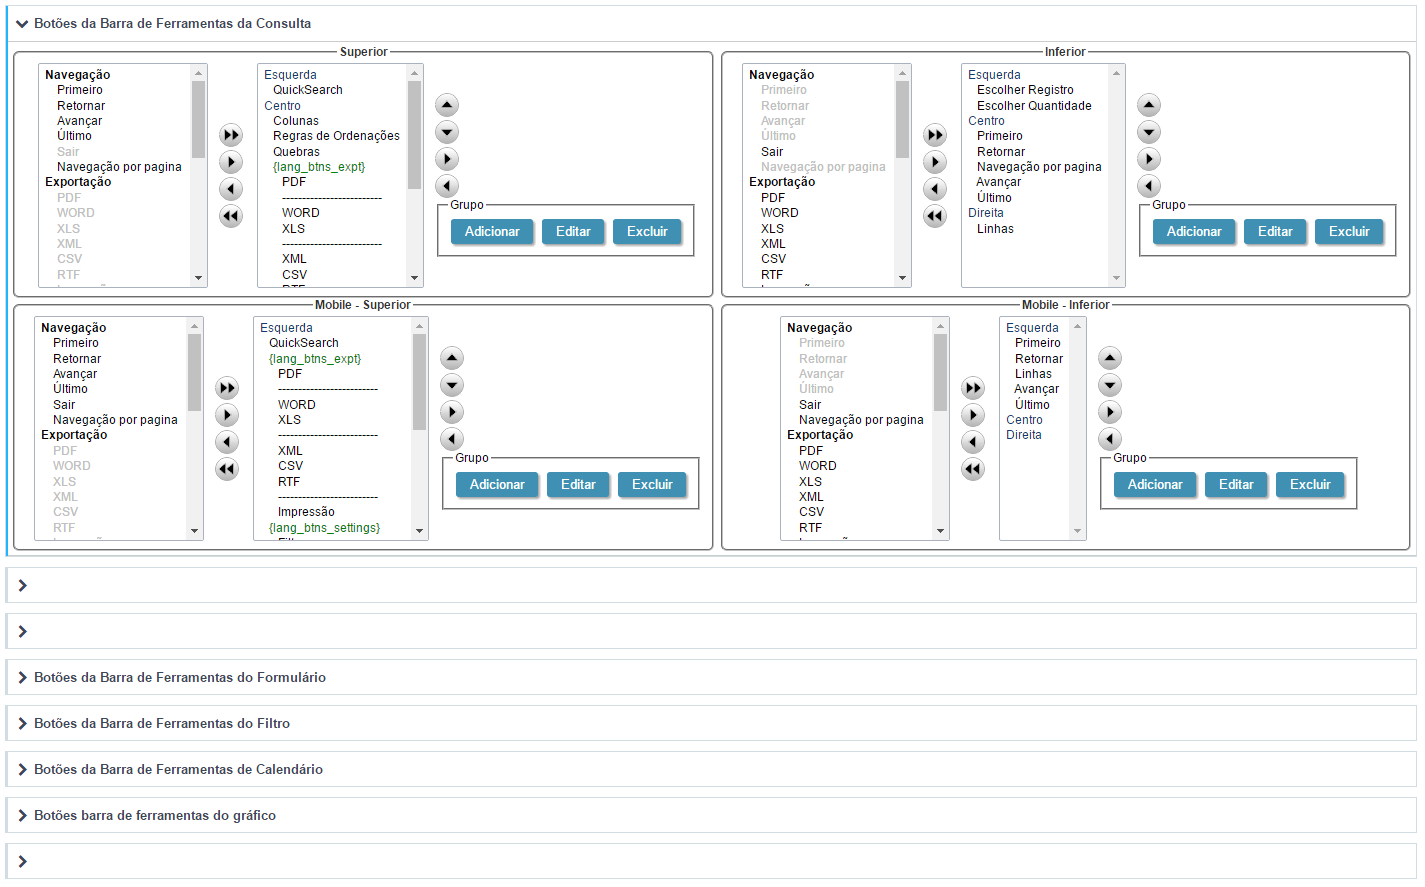 Botões da Barra de Ferramentas da Consulta
Superior
Navegação
Primeiro
Retornar
Avançar
Último
Sair
Navegação por pagina
Exportação
PDF
WORD
XLS
XML
CSV
RTF
Esquerda
QuickSearch
Centro
Colunas
Regras de Ordenações
Quebras
{lang_btns_expt}
PDF
-------------------------
WORD
XLS
-------------------------
XML
CSV
RTF
Grupo
Adicionar Editar Excluir
Inferior
Navegação
Primeiro
Retornar
Avançar
Último
Sair
Navegação por pagina
Exportação
PDF
WORD
XLS
XML
CSV
RTF
Esquerda
Escolher Registro
Escolher Quantidade
Centro
Primeiro
Retornar
Navegação por pagina
Avançar
Último
Direita
Linhas
Grupo
Adicionar Editar Excluir
Mobile - Superior
Navegação
Primeiro
Retornar
Avançar
Último
Sair
Navegação por pagina
Exportação
PDF
WORD
XLS
XML
CSV
RTF
Esquerda
QuickSearch
{lang_btns_expt}
PDF
-------------------------
WORD
XLS
-------------------------
XML
CSV
RTF
-------------------------
Impressão
{lang_btns_settings}
Grupo
Adicionar Editar Excluir
Mobile - Inferior
Navegação
Primeiro
Retornar
Avançar
Último
Sair
Navegação por pagina
Exportação
PDF
WORD
XLS
XML
CSV
RTF
Esquerda
Primeiro
Retornar
Linhas
Avançar
Último
Centro
Direita
Grupo
Adicionar Editar Excluir
Botões da Barra de Ferramentas do Formulário
Botões da Barra de Ferramentas do Filtro
Botões da Barra de Ferramentas de Calendário
Botões barra de ferramentas do gráfico